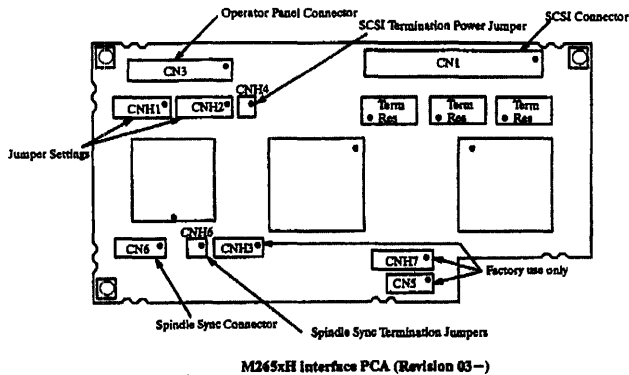 Operator Panel Connector
SCSI Termination Power Jumper
SCSI Connector
CN3
CN1
CNH4
CNH1
CNH2
Term
Res
Term
Res
Term
Res
Jumper Settings
CNH6
CN6
CNH3
CNH7
CN5
Factory use only
Spindle Sync Connector
Spindle Sync Termination Jumpers
M265xH interface PCA (Revision 03—)